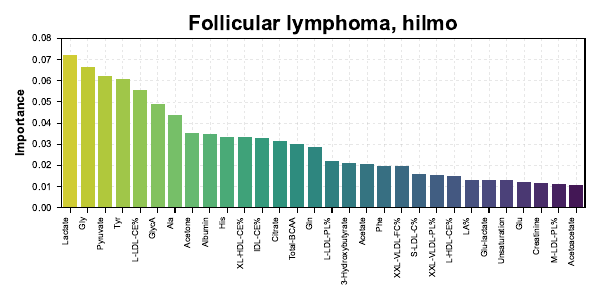 Follicular lymphoma, hilmo
Importance
0.08
0.07
0.06
0.05
0.04
0.03
0.02
0.01
0.00
Lactate
Gly
Pyruvate
Tyr
L-LDL-CE%
GlycA
Ala
Acetone
Albumin
His
XL-HDL-CE%
IDL-CE%
Citrate
Total-BCAA
Gln
L-LDL-PL%
3-Hydroxybutyrate
Acetate
Phe
XXL-VLDL-FC%
S-LDL-C%
XXL-VLDL-PL%
L-HDL-CE%
LA%
Glu-lactate
Unsaturation
Glu
Creatinine
M-LDL-PL%
Acetoacetate